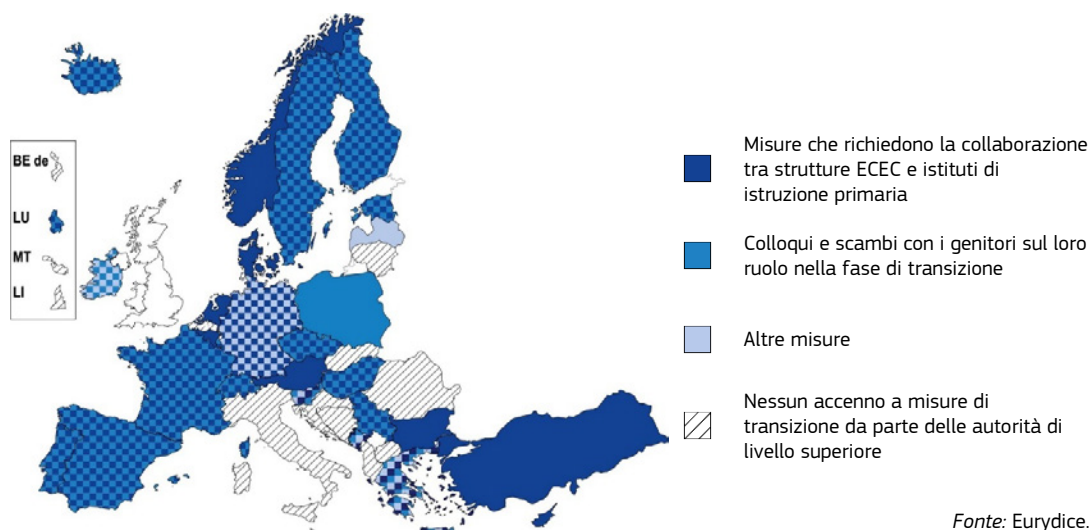 BE de
LU
MT
LI
Misure che richiedono la collaborazione
tra strutture ECEC e istituti di
istruzione primaria
Colloqui e scambi con i genitori sul loro
ruolo nella fase di transizione
Altre misure
Nessun accenno a misure di
transizione da parte delle autorità di
livello superiore
Fonte: Eurydice.